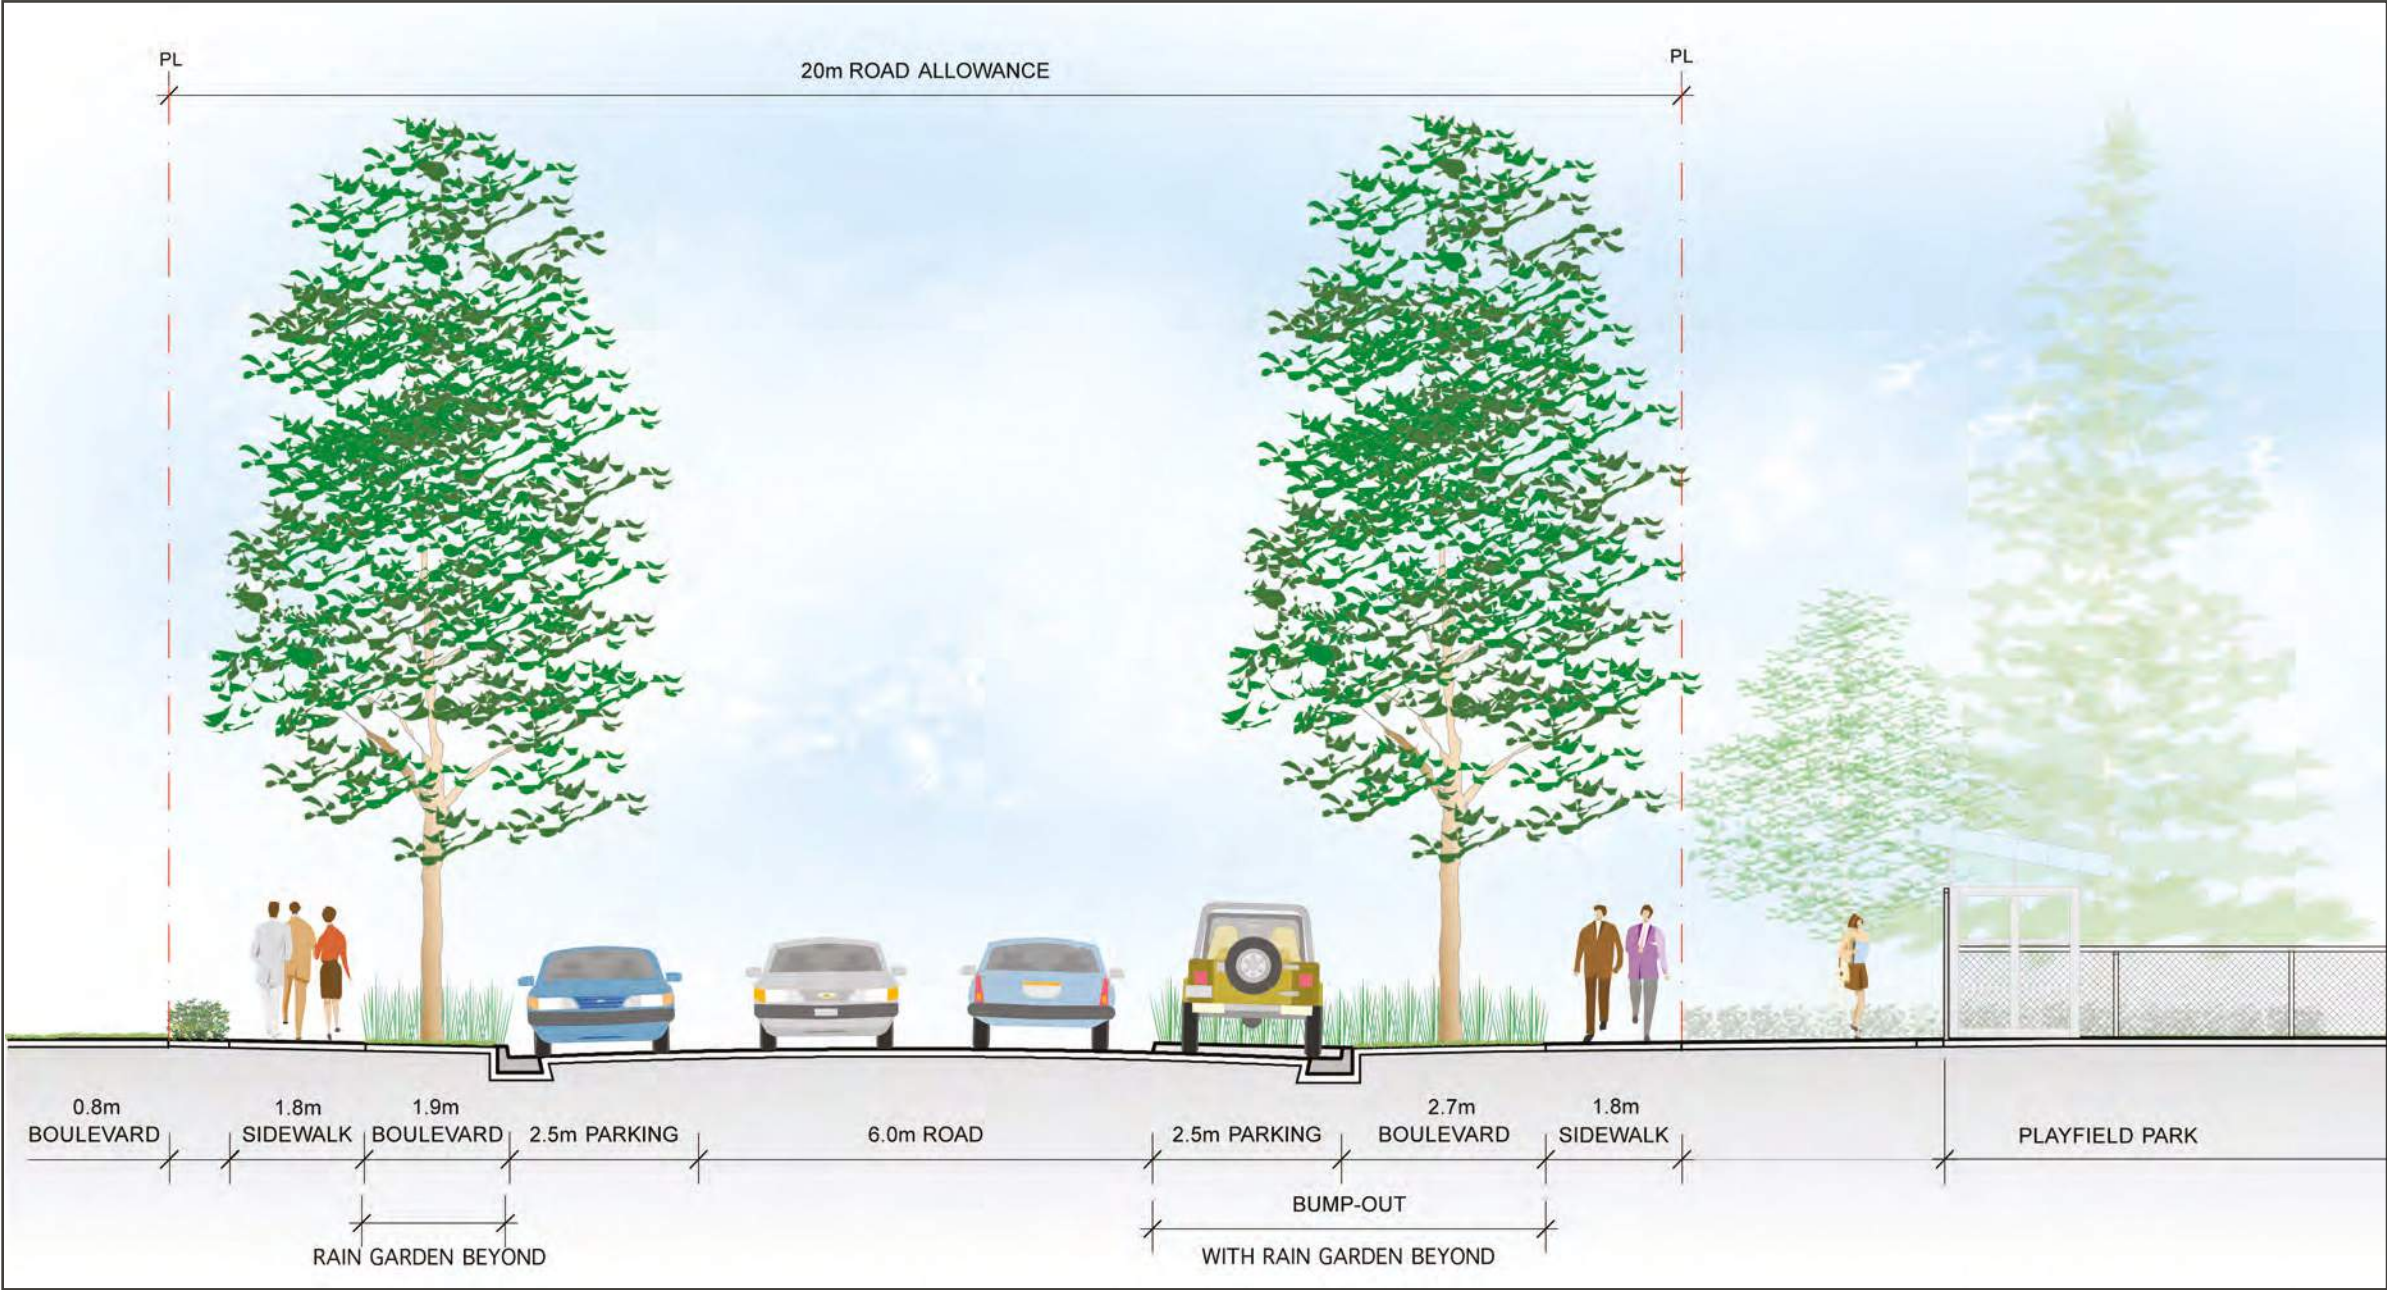 PL
20m ROAD ALLOWANCE
PL
0.8m
BOULEVARD
1.8m
SIDEWALK
1.9m
BOULEVARD
2.5m PARKING
6.0m ROAD
2.5m PARKING
2.7m
BOULEVARD
1.8m
SIDEWALK
PLAYFIELD PARK
BUMP-OUT
RAIN GARDEN BEYOND
WITH RAIN GARDEN BEYOND